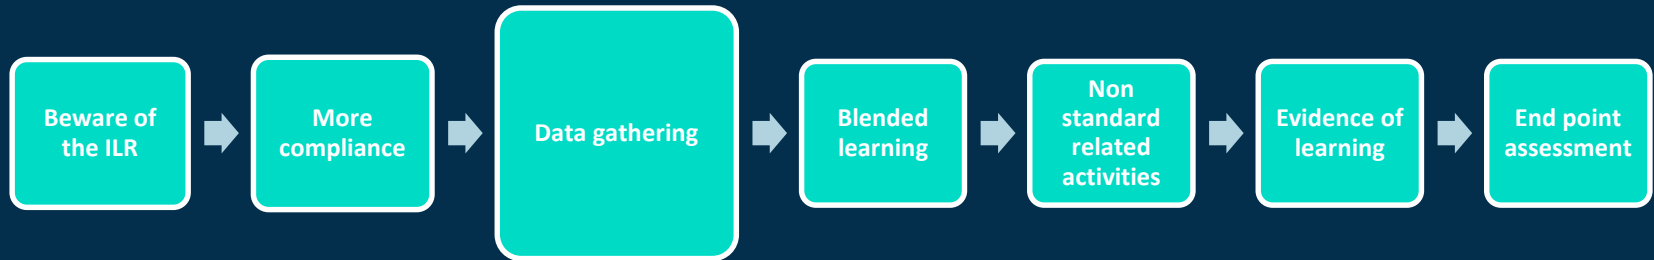 Beware of
the ILR
More
compliance
Data gathering
Blended
learning
Non
standard
related
activities
Evidence of
learning
End point
assessment